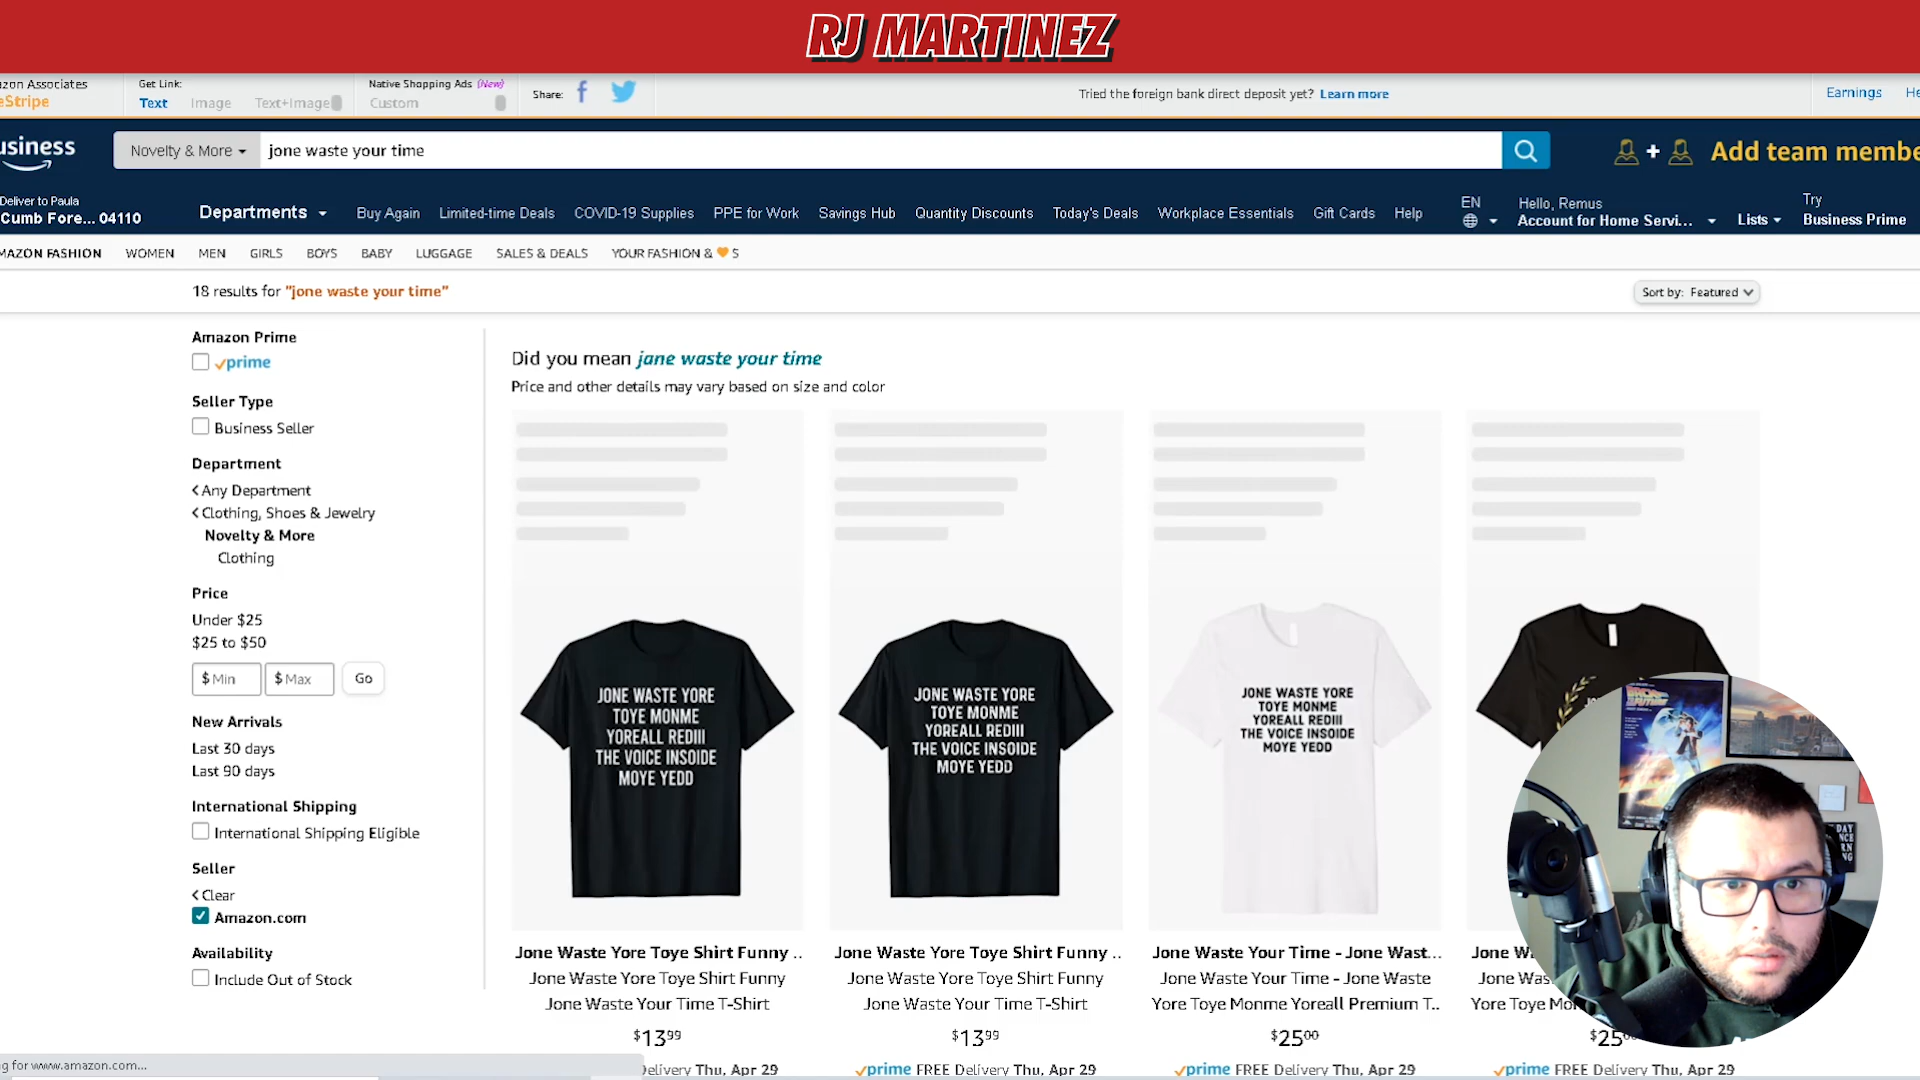 RJ MARTINEZ
zon Associates
eStripe
Get Link:
Text Image Text+Image
Native Shopping Ads (New)
Custom
Share:
Tried the foreign bank direct deposit yet? Learn more
Earnings He
usiness
Novelty & More
jone waste your time
+ Add team membe
Deliver to Paula
Cumb Fore... 04110
Departments
Buy Again Limited-time Deals COVID-19 Supplies PPE for Work Savings Hub Quantity Discounts Today's Deals Workplace Essentials Gift Cards Help
EN
Hello, Remus
Account for Home Servi...
Lists
Try
Business Prime
MAZON FASHION WOMEN MEN GIRLS BOYS BABY LUGGAGE SALES & DEALS YOUR FASHION & 🧡 S
18 results for "jone waste your time"
Sort by: Featured
Amazon Prime
prime
Seller Type
Business Seller
Department
Any Department
Clothing, Shoes & Jewelry
Novelty & More
Clothing
Price
Under $25
$25 to $50
$ Min $ Max Go
New Arrivals
Last 30 days
Last 90 days
International Shipping
International Shipping Eligible
Seller
Clear
Amazon.com
Availability
Include Out of Stock
Did you mean jane waste your time
Price and other details may vary based on size and color
JONE WASTE YORE
TOYE MONME
YOREALL REDIII
THE VOICE INSOIDE
MOYE YEDD
Jone Waste Yore Toye Shirt Funny ..
Jone Waste Yore Toye Shirt Funny
Jone Waste Your Time T-Shirt
$13.99
Delivery Thu, Apr 29
JONE WASTE YORE
TOYE MONME
YOREALL REDIII
THE VOICE INSOIDE
MOYE YEDD
Jone Waste Yore Toye Shirt Funny ..
Jone Waste Yore Toye Shirt Funny
Jone Waste Your Time T-Shirt
$13.99
prime FREE Delivery Thu, Apr 29
JONE WASTE YORE
TOYE MONME
YOREALL REDIII
THE VOICE INSOIDE
MOYE YEDD
Jone Waste Your Time - Jone Wast...
Jone Waste Your Time - Jone Waste
Yore Toye Monme Yoreall Premium T..
$25.00
prime FREE Delivery Thu, Apr 29
Jone W
Jone Was
Yore Toye Mo
$25
prime FREE Delivery Thu, Apr 29
BACK
FUTURE
g for www.amazon.com...